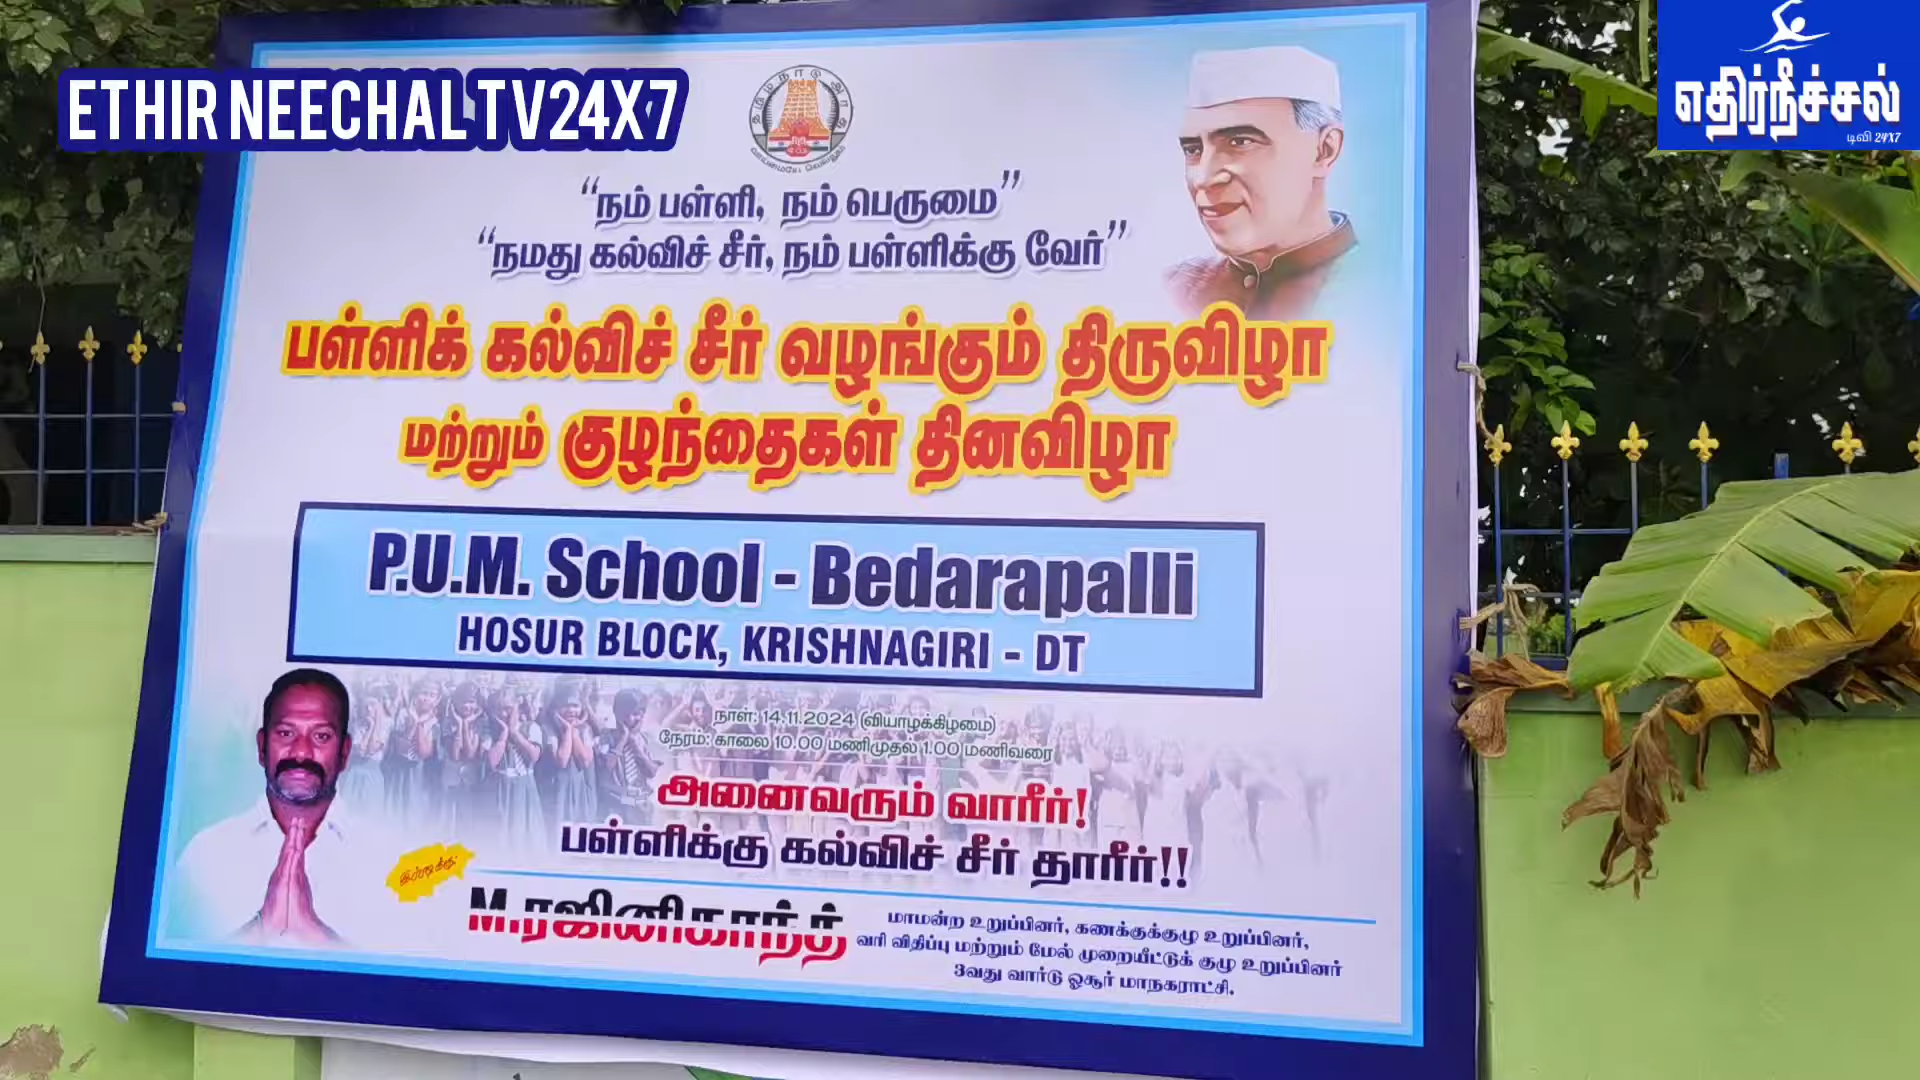 ETHIR NEECHAL TV24X7
எதிர்நீச்சல்
டிவி 24X7
“நம் பள்ளி, நம் பெருமை”
“நமது கல்விச் சீர், நம் பள்ளிக்கு வேர்”
பள்ளிக் கல்விச் சீர் வழங்கும் திருவிழா
மற்றும் குழந்தைகள் தினவிழா
P.U.M. School - Bedarapalli
HOSUR BLOCK, KRISHNAGIRI - DT
நாள்: 14.11.2024 (வியாழக்கிழமை)
நேரம்: காலை 10.00 மணிமுதல் 1.00 மணிவரை
அனைவரும் வாரீர்!
பள்ளிக்கு கல்விச் சீர் தாரீர்!!
M.ரஜினிகாந்த்
மாமன்ற உறுப்பினர், கணக்குக்குழு உறுப்பினர்,
வரி விதிப்பு மற்றும் மேல் முறையீட்டுக் குழு உறுப்பினர்
3வது வார்டு ஓசூர் மாநகராட்சி.